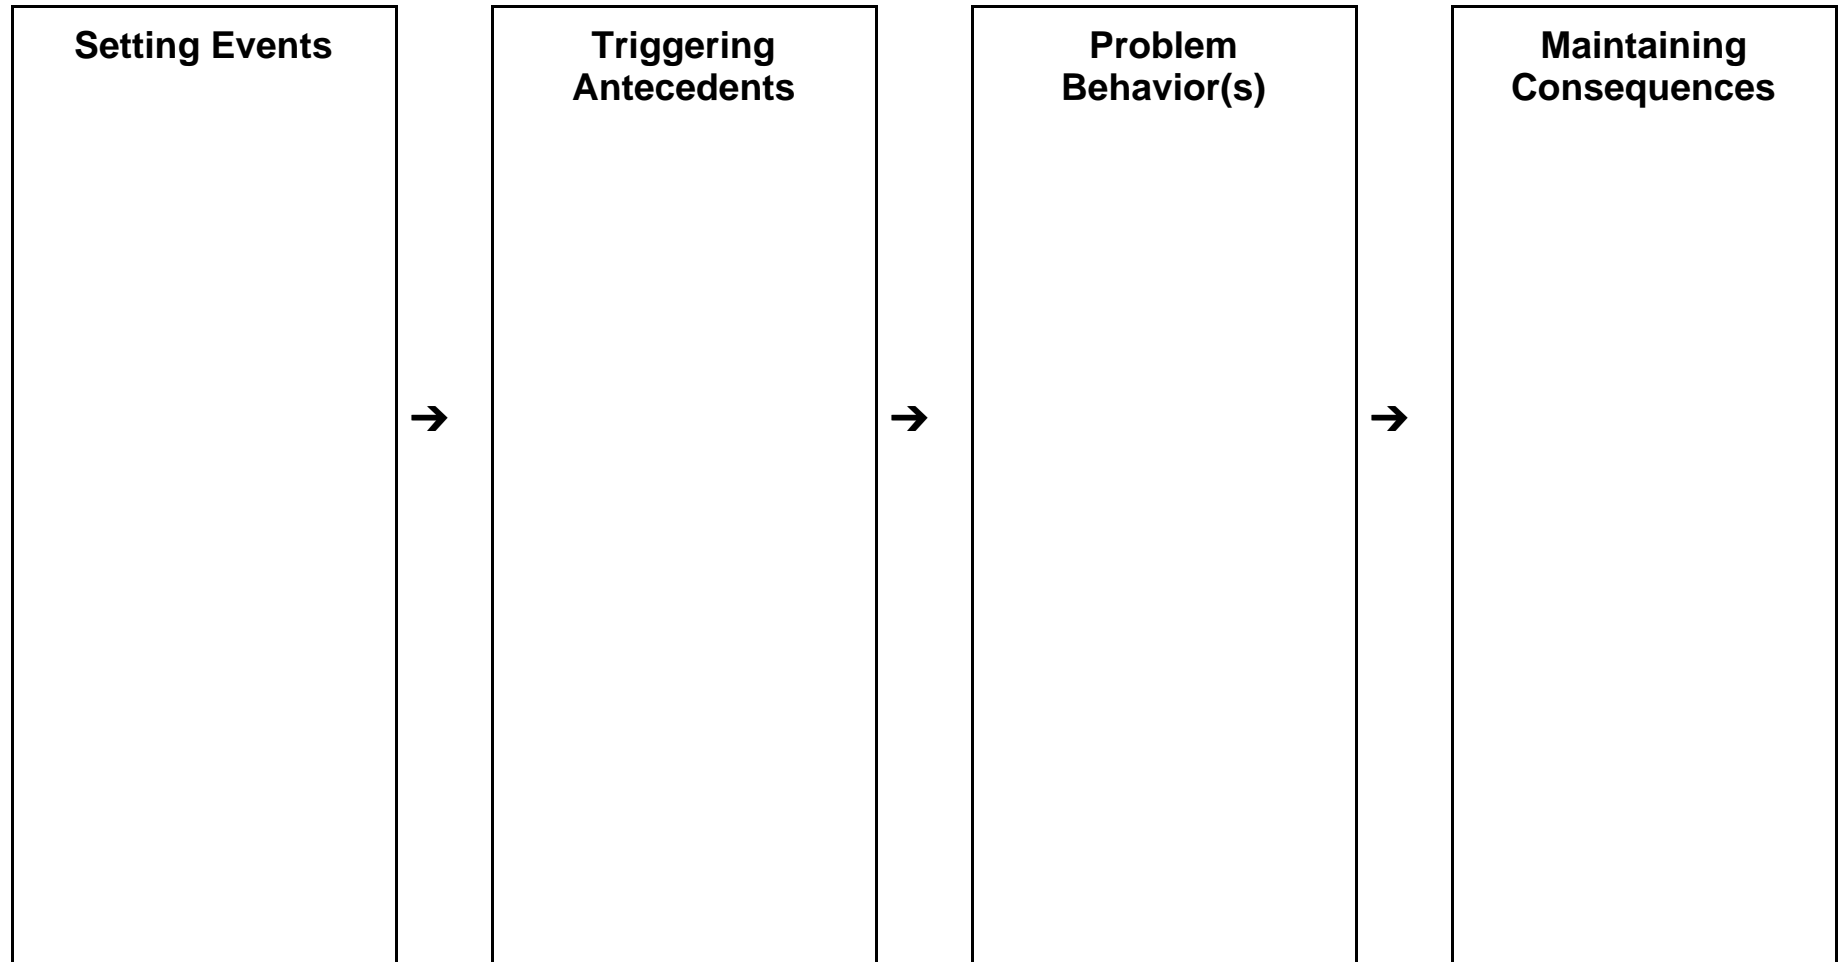 Setting Events
Triggering
Antecedents
Problem
Behavior(s)
Maintaining
Consequences
➔
➔
➔